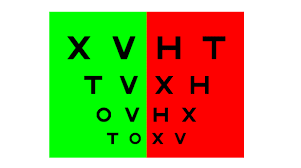 X V H T
T V X H
O V H X
T O X V